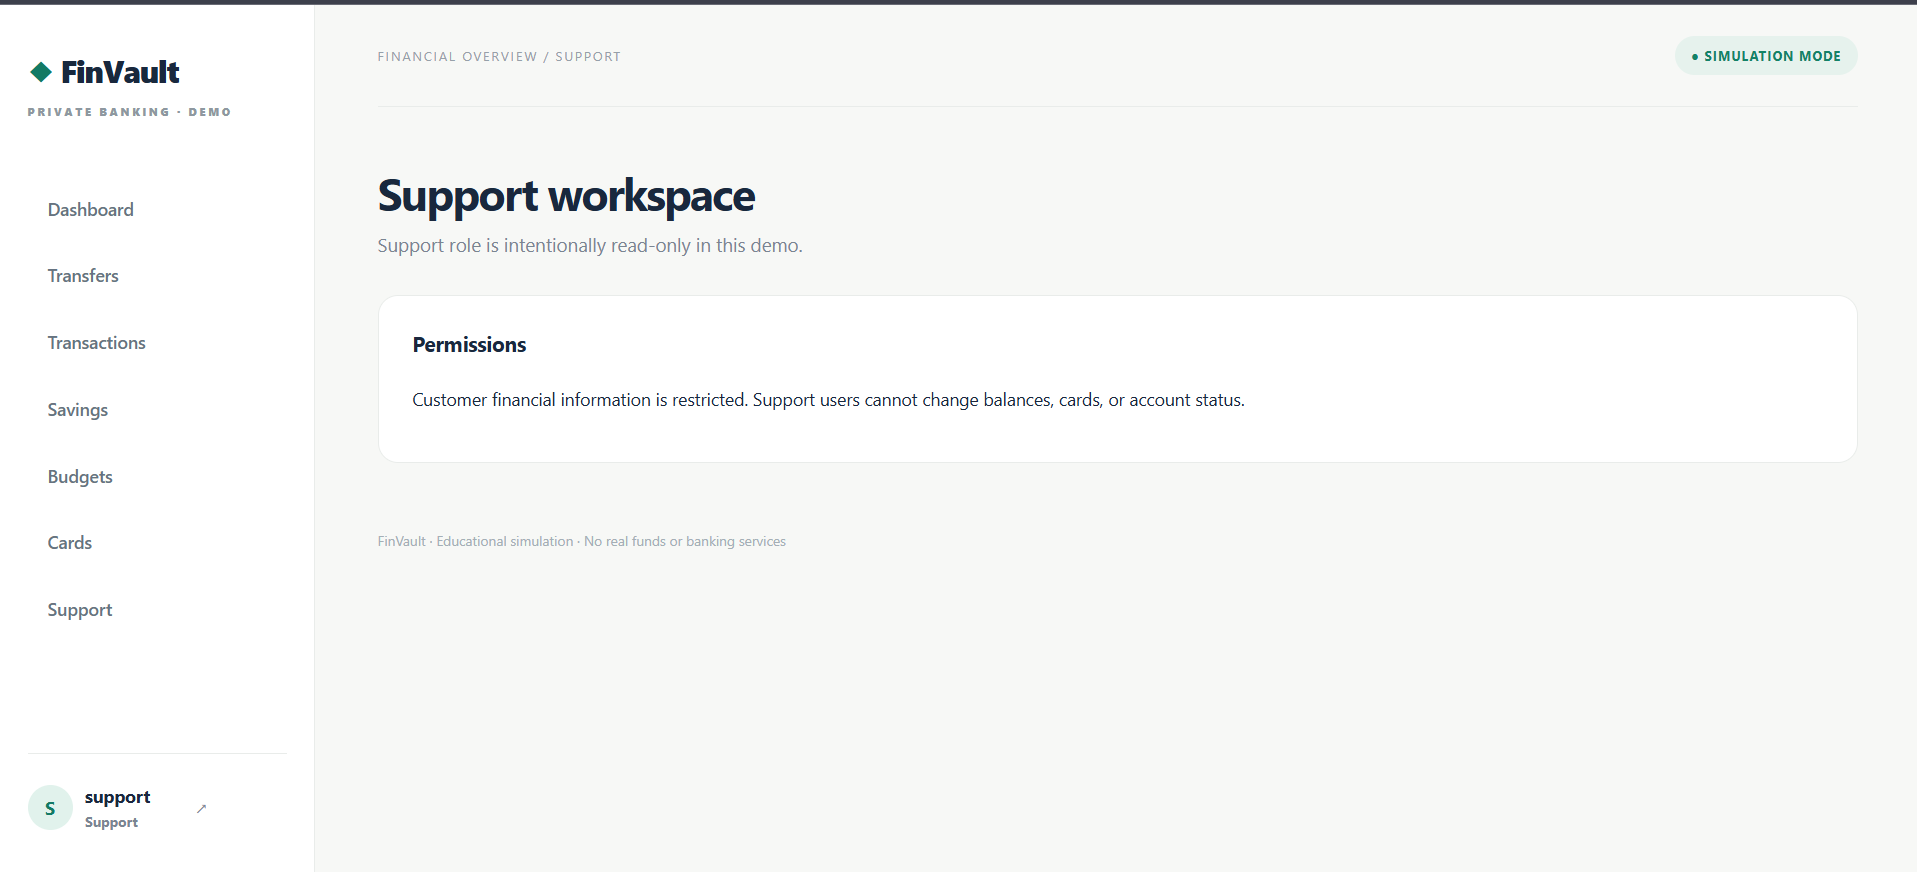 FinVault
PRIVATE BANKING · DEMO
Dashboard
Transfers
Transactions
Savings
Budgets
Cards
Support
S
support
Support
↗
FINANCIAL OVERVIEW / SUPPORT
• SIMULATION MODE
Support workspace
Support role is intentionally read-only in this demo.
Permissions
Customer financial information is restricted. Support users cannot change balances, cards, or account status.
FinVault · Educational simulation · No real funds or banking services